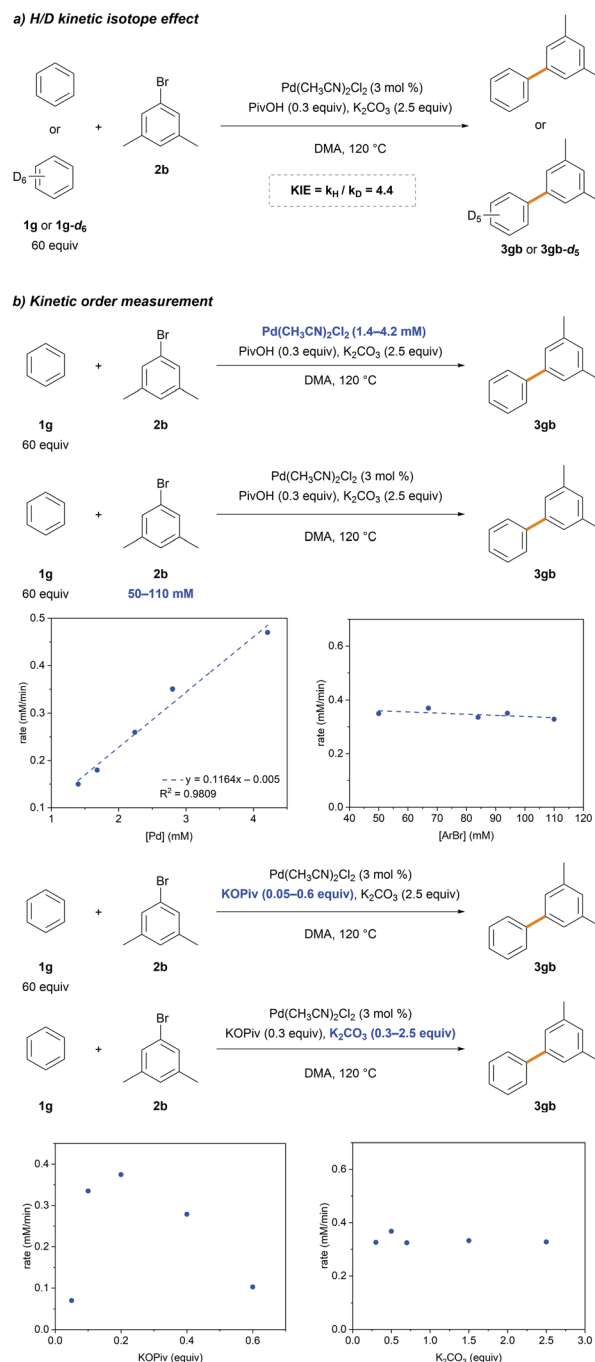 a) H/D kinetic isotope effect
or
D6
1g or 1g-d6
60 equiv
+
Br
2b
Pd(CH3CN)2Cl2 (3 mol %)
PivOH (0.3 equiv), K2CO3 (2.5 equiv)
DMA, 120 °C
KIE = kH / kD = 4.4
or
D5
3gb or 3gb-d5
b) Kinetic order measurement
1g
60 equiv
+
Br
2b
Pd(CH3CN)2Cl2 (1.4–4.2 mM)
PivOH (0.3 equiv), K2CO3 (2.5 equiv)
DMA, 120 °C
3gb
1g
60 equiv
+
Br
2b
50–110 mM
Pd(CH3CN)2Cl2 (3 mol %)
PivOH (0.3 equiv), K2CO3 (2.5 equiv)
DMA, 120 °C
3gb
rate (mM/min)
0.5
0.4
0.3
0.2
0.1
1
2
3
4
[Pd] (mM)
y = 0.1164x – 0.005
R2 = 0.9809
rate (mM/min)
0.6
0.4
0.2
0.0
40
50
60
70
80
90
100
110
120
[ArBr] (mM)
1g
60 equiv
+
Br
2b
Pd(CH3CN)2Cl2 (3 mol %)
KOPiv (0.05–0.6 equiv), K2CO3 (2.5 equiv)
DMA, 120 °C
3gb
1g
+
Br
2b
Pd(CH3CN)2Cl2 (3 mol %)
KOPiv (0.3 equiv), K2CO3 (0.3–2.5 equiv)
DMA, 120 °C
3gb
rate (mM/min)
0.4
0.3
0.2
0.1
0.0
0.0
0.2
0.4
0.6
KOPiv (equiv)
rate (mM/min)
0.6
0.4
0.2
0.0
0.0
0.5
1.0
1.5
2.0
2.5
3.0
K2CO3 (equiv)